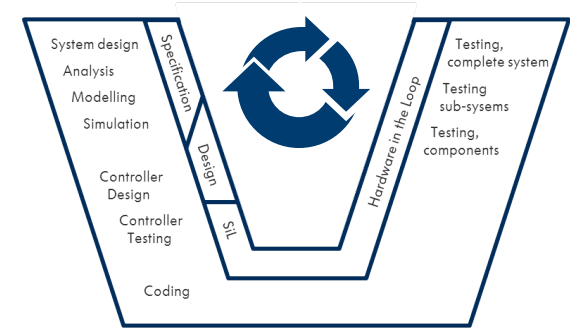 System design
Analysis
Modelling
Simulation
Controller
Design
Controller
Testing
Coding
Specification
Design
SiL
Hardware in the Loop
Testing,
complete system
Testing
sub-sysems
Testing,
components